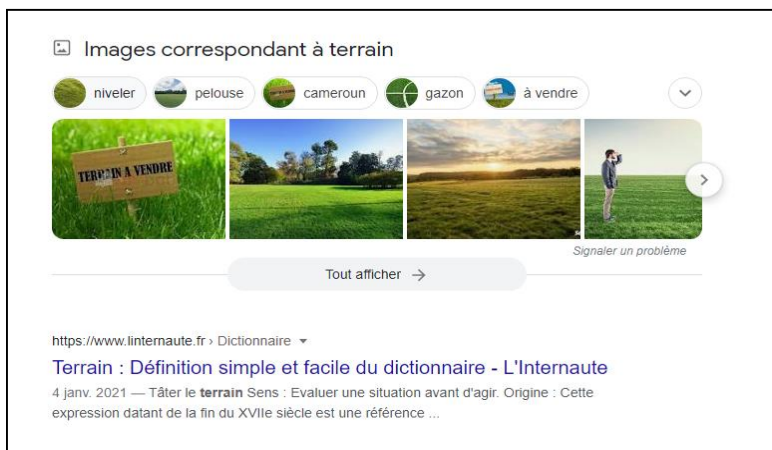 Images correspondant à terrain
niveler pelouse cameroun gazon à vendre
TERRAIN A VENDRE
Signaler un problème
Tout afficher →
https://www.linternaute.fr › Dictionnaire
Terrain : Définition simple et facile du dictionnaire - L'Internaute
4 janv. 2021 — Tâter le terrain Sens : Evaluer une situation avant d'agir. Origine : Cette
expression datant de la fin du XVIIe siècle est une référence ...